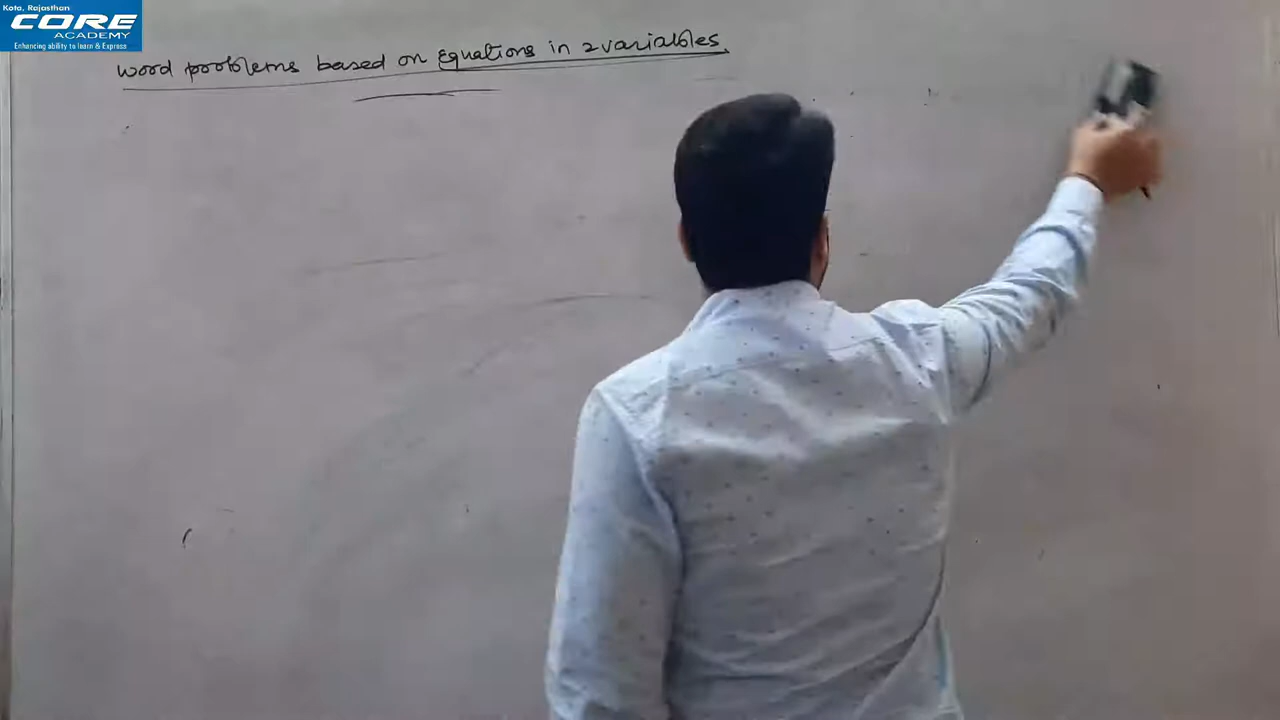 Kota, Rajasthan
CORE
ACADEMY
Enhancing ability to learn & Express
word problems based on Equations in 2 variables.